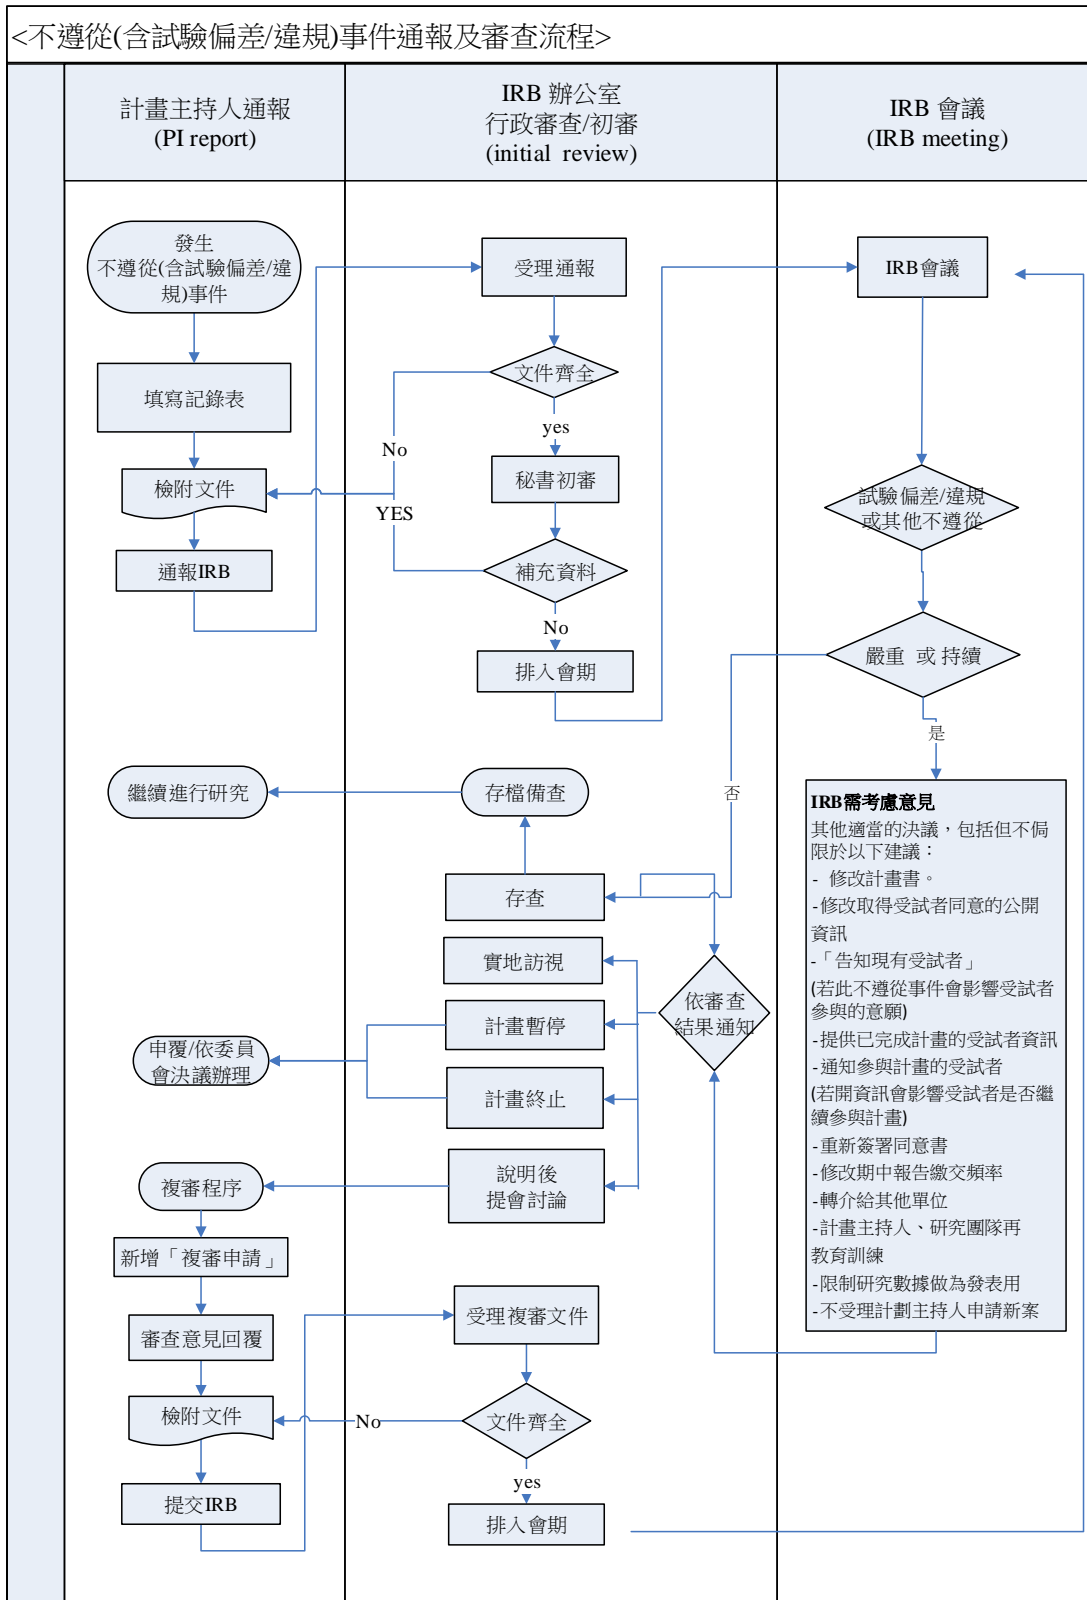 <不遵從(含試驗偏差/違規)事件通報及審查流程>
計畫主持人通報
(PI report)
IRB 辦公室
行政審查/初審
(initial review)
IRB 會議
(IRB meeting)
發生
不遵從(含試驗偏差/違
規)事件
填寫記錄表
檢附文件
通報IRB
受理通報
文件齊全
No
yes
秘書初審
YES
補充資料
No
排入會期
IRB會議
試驗偏差/違規
或其他不遵從
嚴重 或 持續
是
否
IRB需考慮意見
其他適當的決議，包括但不侷
限於以下建議：
- 修改計畫書。
-修改取得受試者同意的公開
資訊
-「告知現有受試者」
(若此不遵從事件會影響受試者
參與的意願)
-提供已完成計畫的受試者資訊
-通知參與計畫的受試者
(若開資訊會影響受試者是否繼
續參與計畫)
-重新簽署同意書
-修改期中報告繳交頻率
-轉介給其他單位
-計畫主持人、研究團隊再
教育訓練
-限制研究數據做為發表用
-不受理計劃主持人申請新案
依審查
結果通知
存查
存檔備查
繼續進行研究
實地訪視
計畫暫停
計畫終止
申覆/依委員
會決議辦理
說明後
提會討論
複審程序
新增「複審申請」
審查意見回覆
檢附文件
提交IRB
受理複審文件
文件齊全
No
yes
排入會期